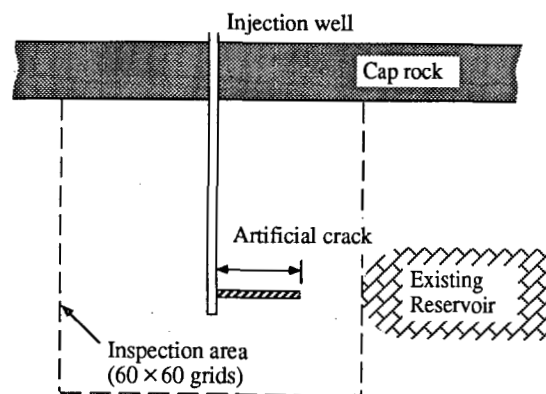 Injection well
Cap rock
Artificial crack
Existing
Reservoir
Inspection area
(60 × 60 grids)